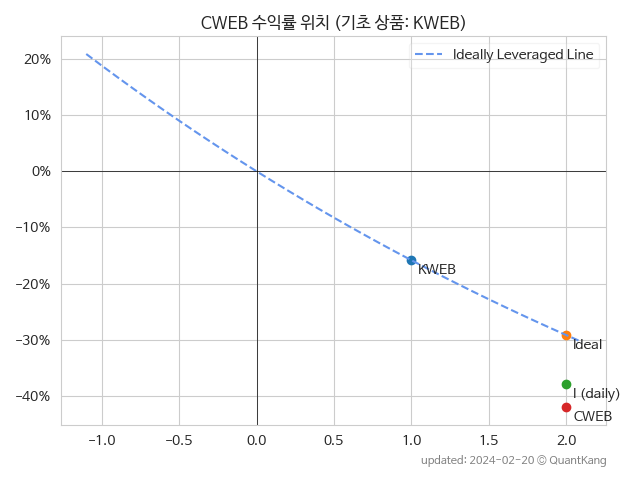 CWEB 수익률 위치 (기초 상품: KWEB)
Ideally Leveraged Line
20%
10%
0%
−10%
−20%
−30%
−40%
KWEB
Ideal
I (daily)
CWEB
−1.0 −0.5 0.0 0.5 1.0 1.5 2.0
updated: 2024-02-20 © QuantKang